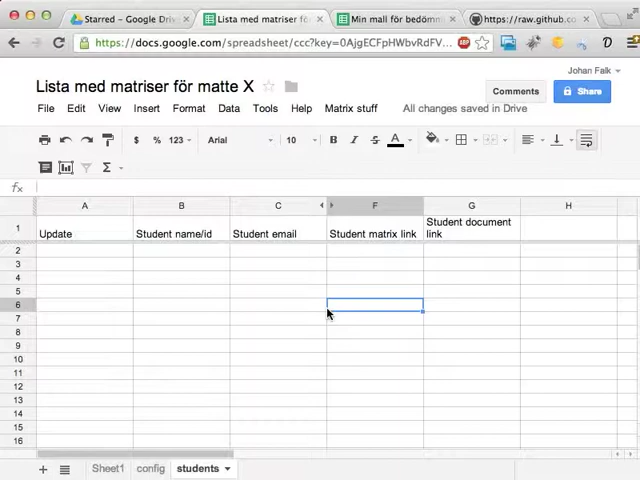 Starred – Google Driv
Lista med matriser för
Min mall för bedömn
https://raw.github.co
https://docs.google.com/spreadsheet/ccc?key=0AjgECFpHWbvRdFV...
ABP
Johan Falk
Lista med matriser för matte X
Comments
Share
File Edit View Insert Format Data Tools Help Matrix stuff All changes saved in Drive
$ % 123 Arial 10 B I S A
Σ
fx
A B C F G H
1 Update Student name/id Student email Student matrix link Student document link
2
3
4
5
6
7
8
9
10
11
12
13
14
15
16
+ Sheet1 config students